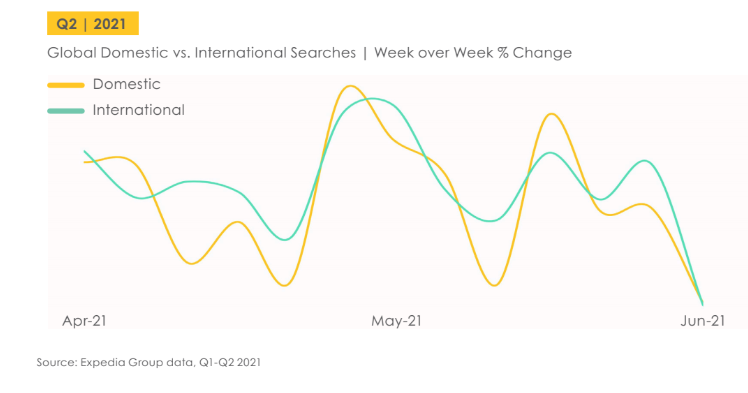 Q2 | 2021
Global Domestic vs. International Searches | Week over Week % Change
Domestic
International
Apr-21 May-21 Jun-21
Source: Expedia Group data, Q1-Q2 2021